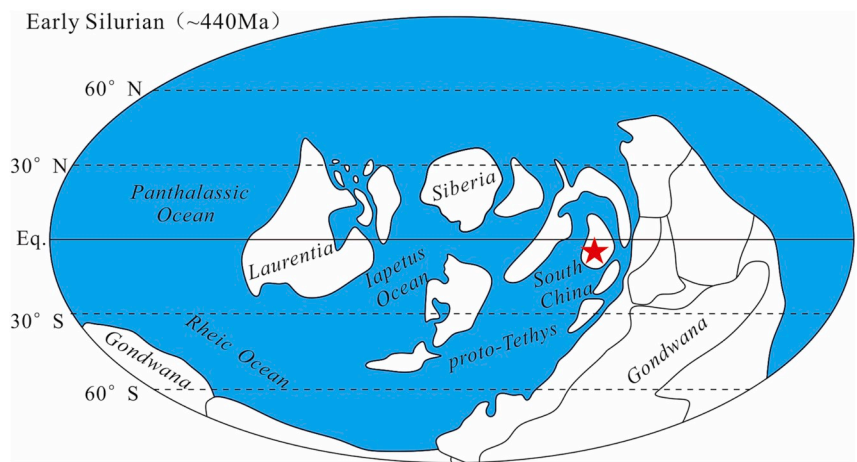 Early Silurian（~440Ma）
60° N
30° N
Panthalassic
Ocean
Siberia
Eq.
Laurentia
Iapetus
Ocean
South
China
30° S
Rheic Ocean
proto-Tethys
Gondwana
Gondwana
60° S